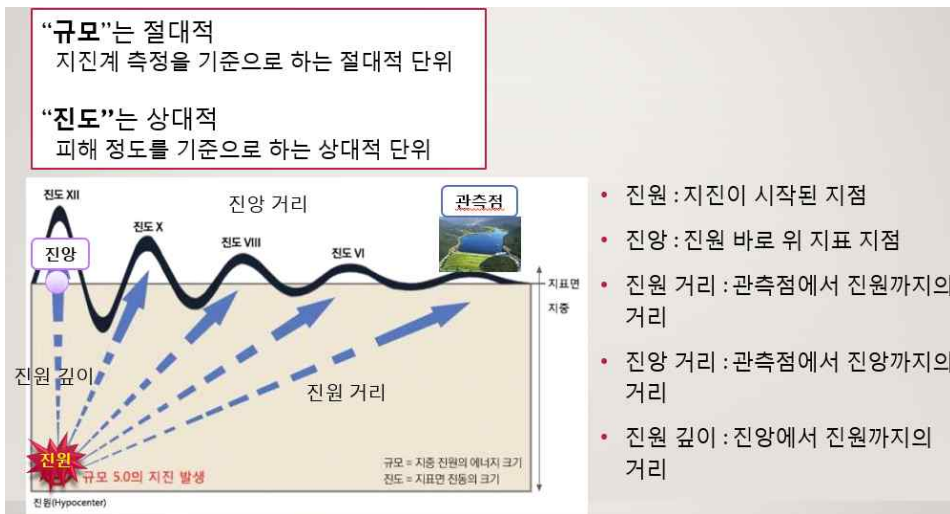 “규모”는 절대적
지진계 측정을 기준으로 하는 절대적 단위
“진도”는 상대적
피해 정도를 기준으로 하는 상대적 단위
진도 XII
진앙 거리
관측점
진도 X
진도 VIII
진도 VI
진앙
지표면
지중
진원 깊이
진원 거리
진원
규모 5.0의 지진 발생
규모 = 지중 진원의 에너지 크기
진도 = 지표면 진동의 크기
진원(Hypocenter)
• 진원 : 지진이 시작된 지점
• 진앙 : 진원 바로 위 지표 지점
• 진원 거리 : 관측점에서 진원까지의
거리
• 진앙 거리 : 관측점에서 진앙까지의
거리
• 진원 깊이 : 진앙에서 진원까지의
거리